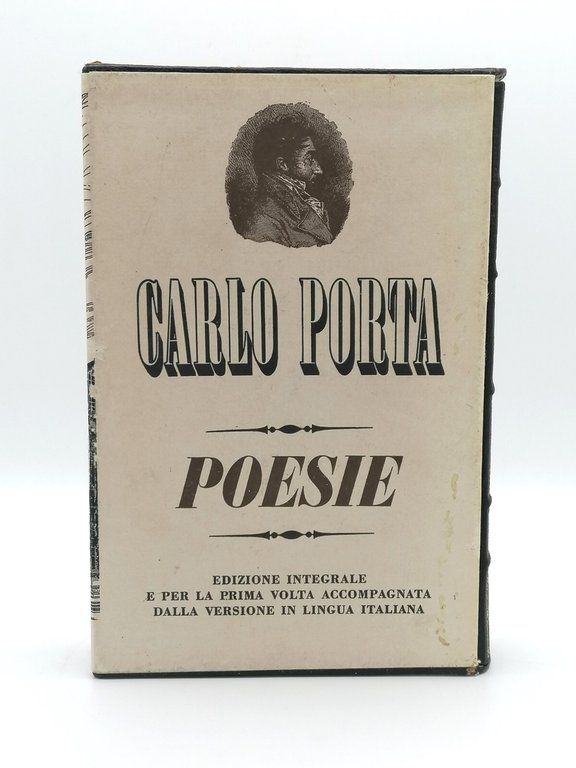 CARLO PORTA
POESIE
EDIZIONE INTEGRALE
E PER LA PRIMA VOLTA ACCOMPAGNATA
DALLA VERSIONE IN LINGUA ITALIANA